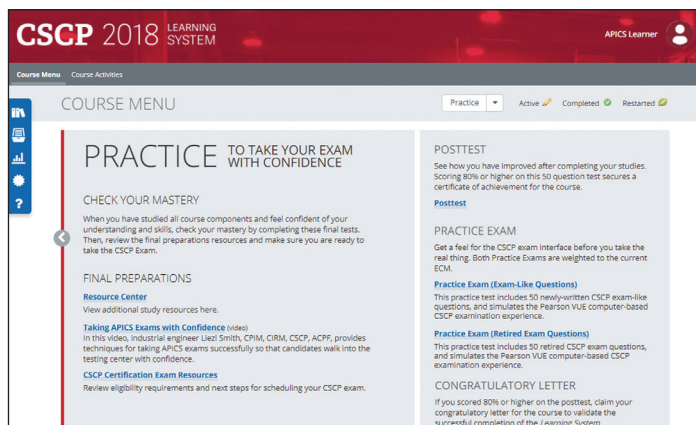 CSCP 2018 LEARNING
SYSTEM
APICS Learner
Course Menu Course Activities
COURSE MENU
Practice
Active
Completed
Restarted
?
PRACTICE TO TAKE YOUR EXAM
WITH CONFIDENCE
CHECK YOUR MASTERY
When you have studied all course components and feel confident of your
understanding and skills, check your mastery by completing these final tests.
Then, review the final preparations resources and make sure you are ready to
take the CSCP Exam.
FINAL PREPARATIONS
Resource Center
View additional study resources here.
Taking APICS Exams with Confidence (video)
In this video, industrial engineer Liezl Smith, CPIM, CIRM, CSCP, ACPF, provides
techniques for taking APICS exams successfully so that candidates walk into the
testing center with confidence.
CSCP Certification Exam Resources
Review eligibility requirements and next steps for scheduling your CSCP exam.
POSTTEST
See how you have improved after completing your studies.
Scoring 80% or higher on this 50 question test secures a
certificate of achievement for the course.
Posttest
PRACTICE EXAM
Get a feel for the CSCP exam interface before you take the
real thing. Both Practice Exams are weighted to the current
ECM.
Practice Exam (Exam-Like Questions)
This practice test includes 50 newly-written CSCP exam-like
questions, and simulates the Pearson VUE computer-based
CSCP examination experience.
Practice Exam (Retired Exam Questions)
This practice test includes 50 retired CSCP exam questions,
and simulates the Pearson VUE computer-based CSCP
examination experience.
CONGRATULATORY LETTER
If you scored 80% or higher on the posttest, claim your
congratulatory letter for the course to validate the
successful completion of the Learning System.